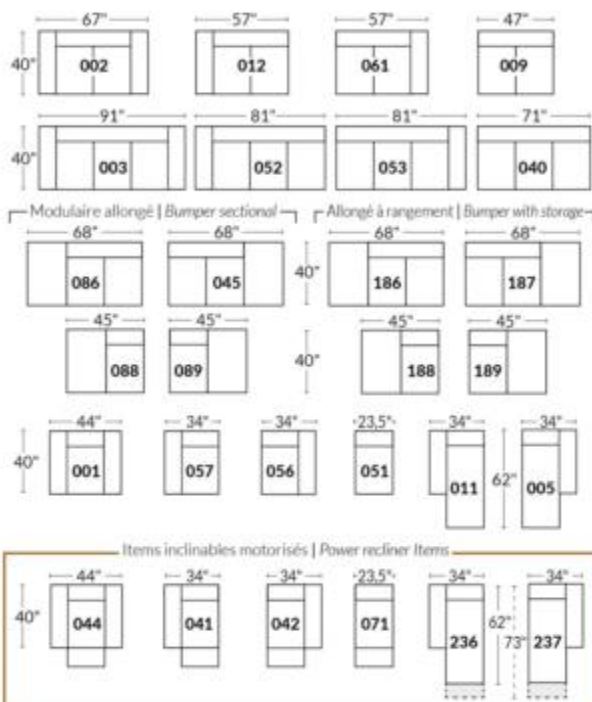 67" 57" 57" 47"
40" 002 012 061 009
91" 81" 81" 71"
40" 003 052 053 040
Modulaire allongé | Bumper sectional Allongé à rangement | Bumper with storage
68" 68" 68" 68"
086 045 40" 186 187
45" 45" 45" 45"
088 089 40" 188 189
44" 34" 34" 23,5" 34" 34"
40" 001 057 056 051 011 62" 005
Items inclinables motorisés | Power recliner Items
44" 34" 34" 23,5" 34" 34"
40" 044 041 042 071 236 62" 73" 237